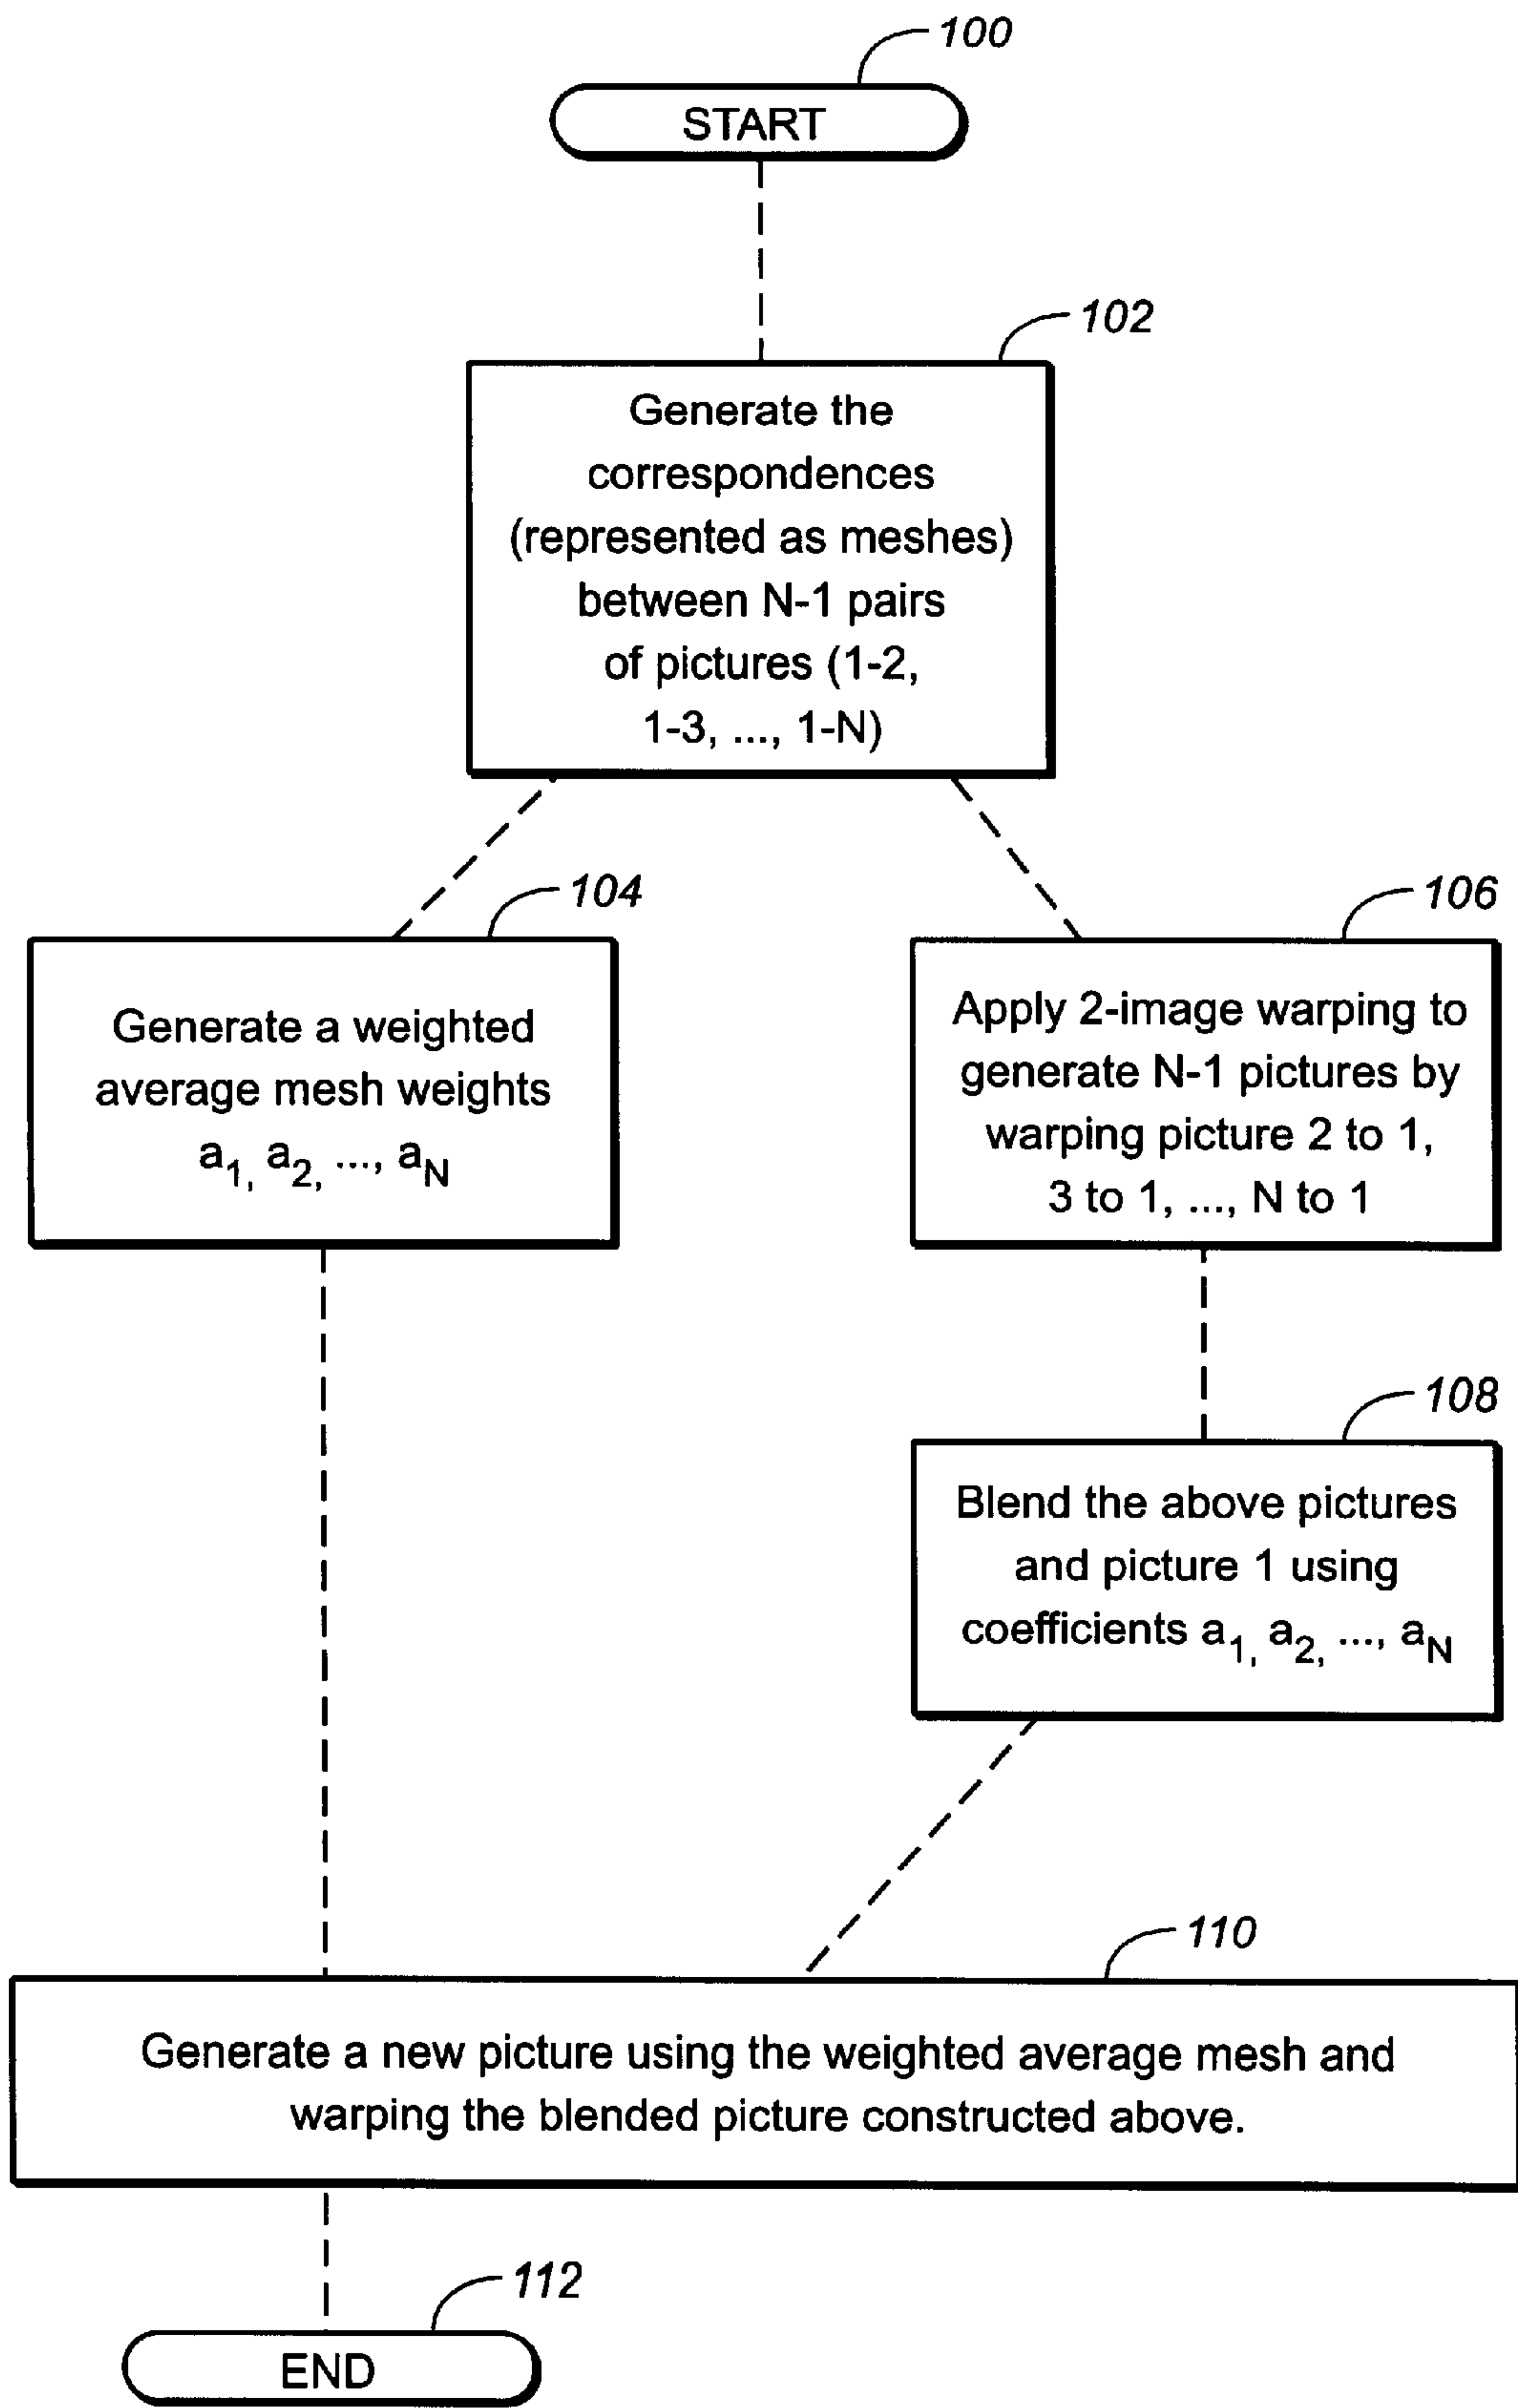 100
START
102
Generate the
correspondences
(represented as meshes)
between N-1 pairs
of pictures (1-2,
1-3, ..., 1-N)
104
Generate a weighted
average mesh weights
a1, a2, ..., aN
106
Apply 2-image warping to
generate N-1 pictures by
warping picture 2 to 1,
3 to 1, ..., N to 1
108
Blend the above pictures
and picture 1 using
coefficients a1, a2, ..., aN
110
Generate a new picture using the weighted average mesh and
warping the blended picture constructed above.
112
END